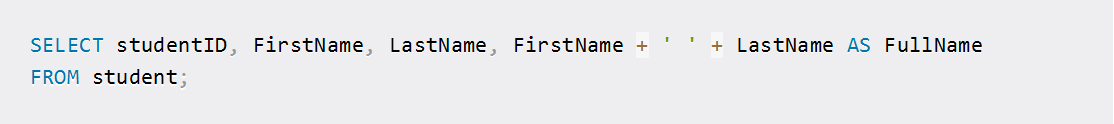 SELECT studentID, FirstName, LastName, FirstName + ' ' + LastName AS FullName
FROM student;